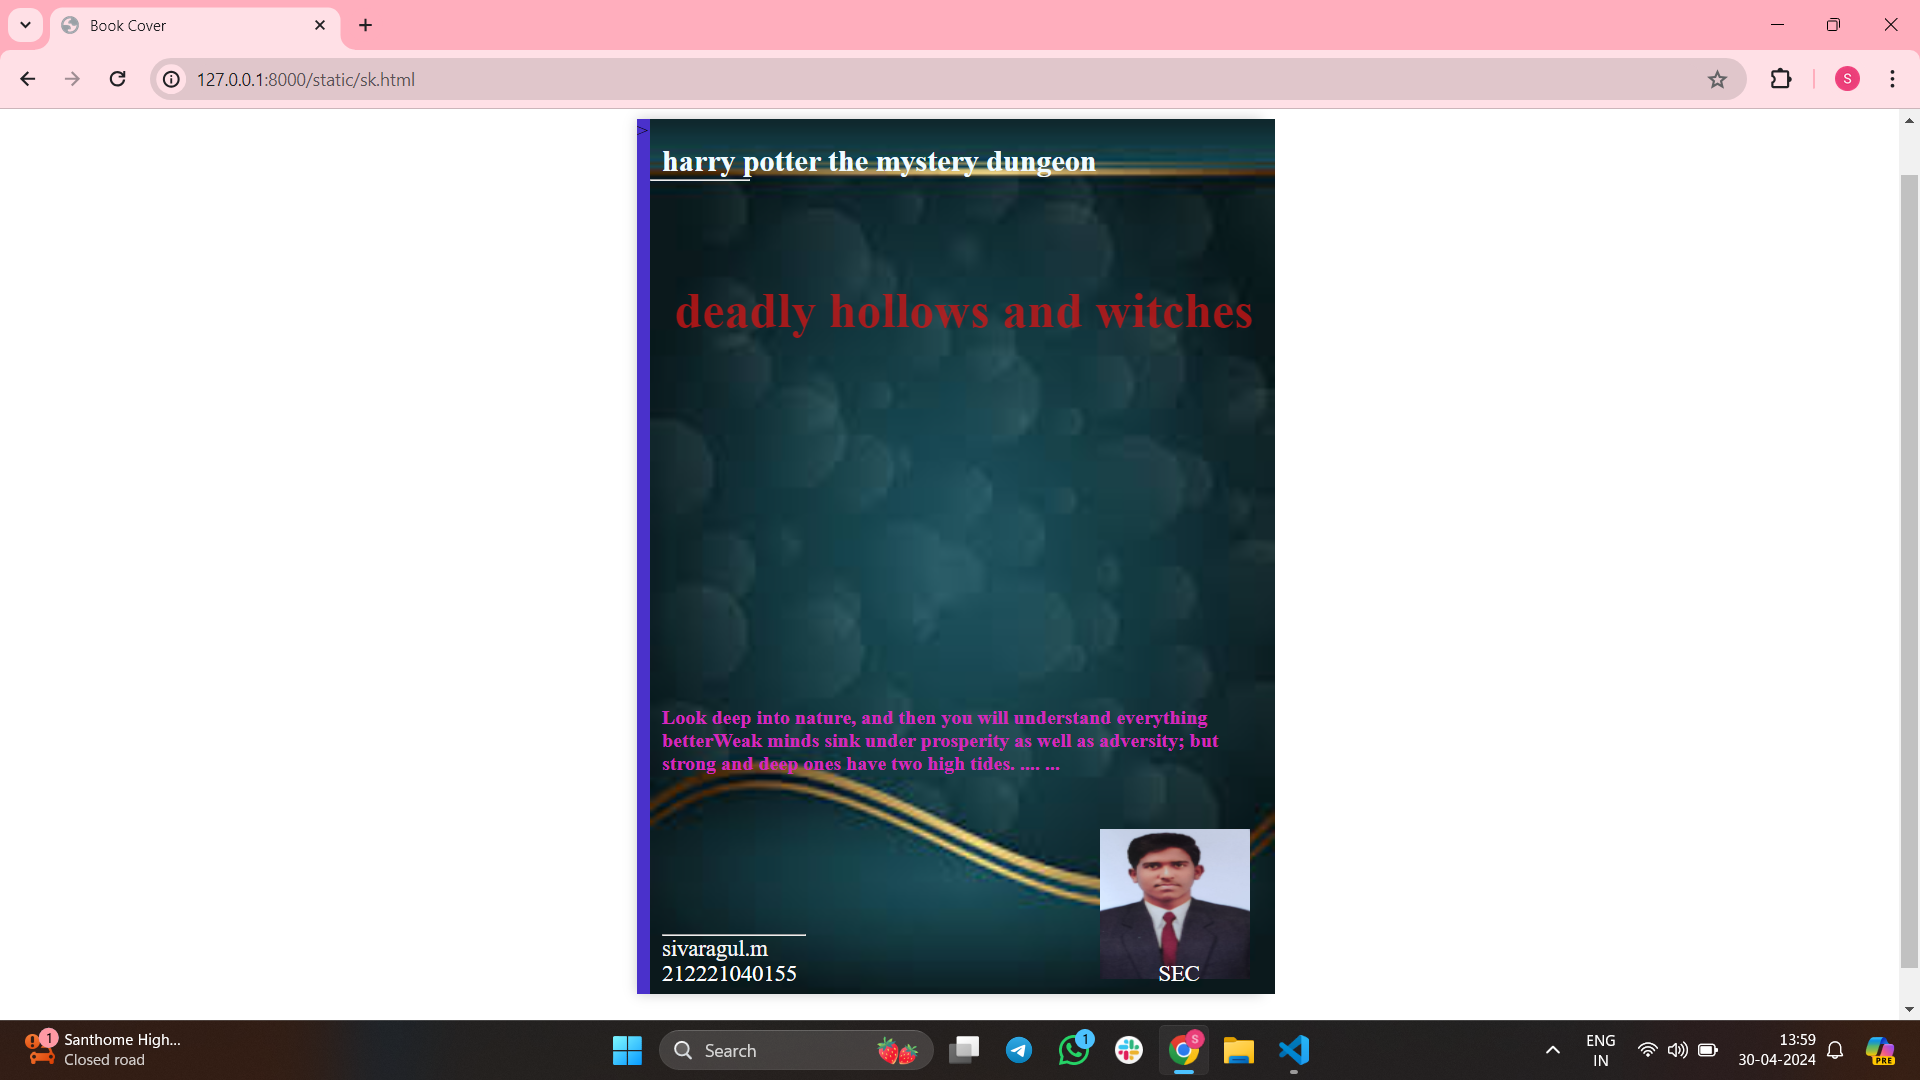 Book Cover
127.0.0.1:8000/static/sk.html
S
>
harry potter the mystery dungeon
deadly hollows and witches
Look deep into nature, and then you will understand everything
betterWeak minds sink under prosperity as well as adversity; but
strong and deep ones have two high tides. .... ...
sivaragul.m
212221040155
SEC
1
Santhome High...
Closed road
Search
1
S
ENG
IN
13:59
30-04-2024
PRE